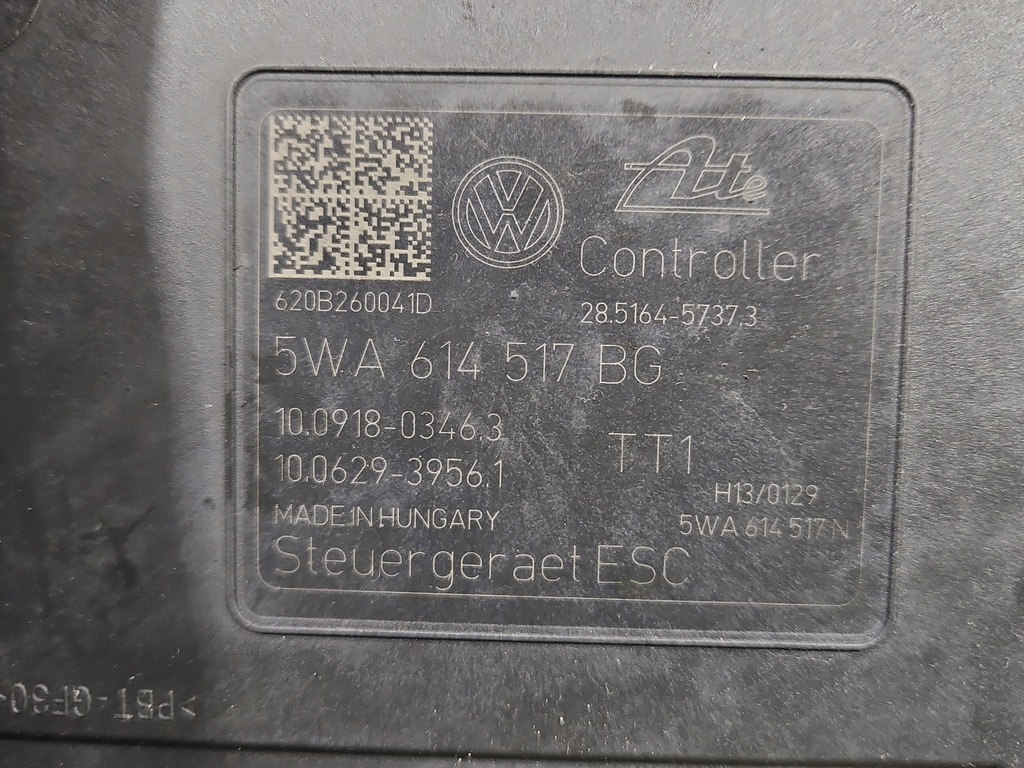 Ate
Controller
620B260041D
28.5164-5737.3
5WA 614 517 BG
10.0918-0346.3
TT1
10.0629-3956.1
H13/0129
MADE IN HUNGARY
5WA 614 517 N
Steuergeraet ESC
>PBT-GF30<